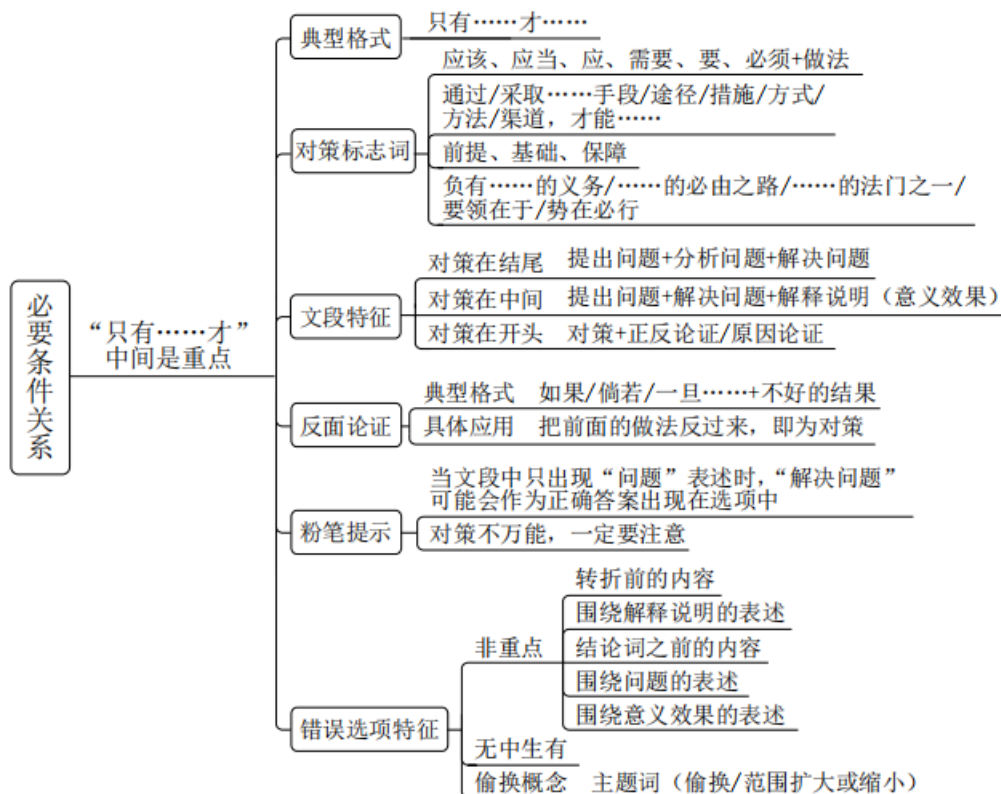 必要条件关系
“只有……才”
中间是重点
典型格式
只有……才……
对策标志词
应该、应当、应、需要、要、必须+做法
通过/采取……手段/途径/措施/方式/
方法/渠道，才能……
前提、基础、保障
负有……的义务/……的必由之路/……的法门之一/
要领在于/势在必行
文段特征
对策在结尾 提出问题+分析问题+解决问题
对策在中间 提出问题+解决问题+解释说明（意义效果）
对策在开头 对策+正反论证/原因论证
反面论证
典型格式 如果/倘若/一旦……+不好的结果
具体应用 把前面的做法反过来，即为对策
粉笔提示
当文段中只出现“问题”表述时，“解决问题”
可能会作为正确答案出现在选项中
对策不万能，一定要注意
错误选项特征
非重点
转折前的内容
围绕解释说明的表述
结论词之前的内容
围绕问题的表述
围绕意义效果的表述
无中生有
偷换概念 主题词（偷换/范围扩大或缩小）